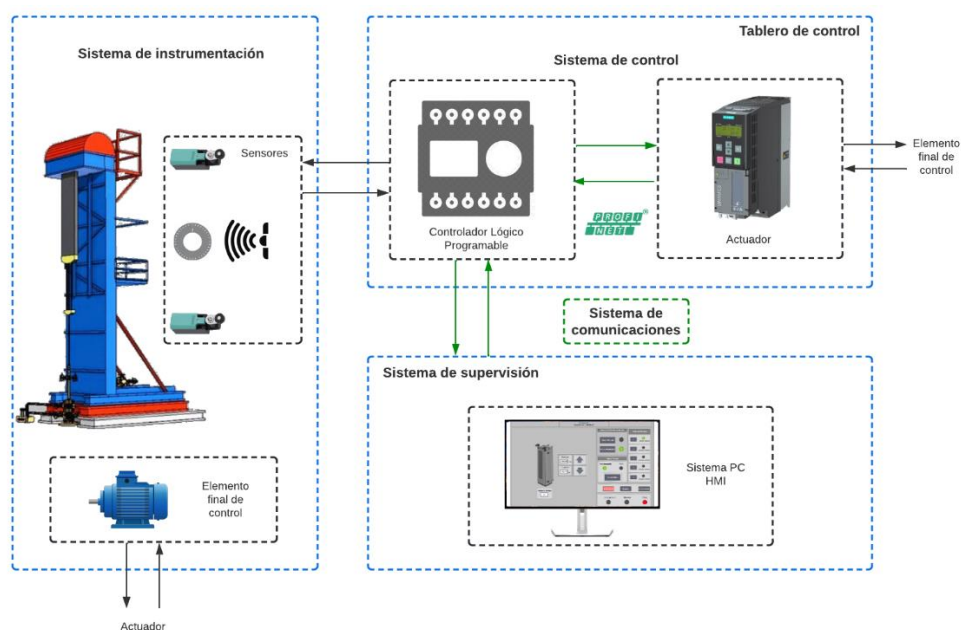 Sistema de instrumentación
Sensores
Elemento
final de
control
Actuador
Tablero de control
Sistema de control
Controlador Lógico
Programable
PROFI
NET
®
Actuador
Elemento
final de
control
Sistema de
comunicaciones
Sistema de supervisión
Sistema PC
HMI